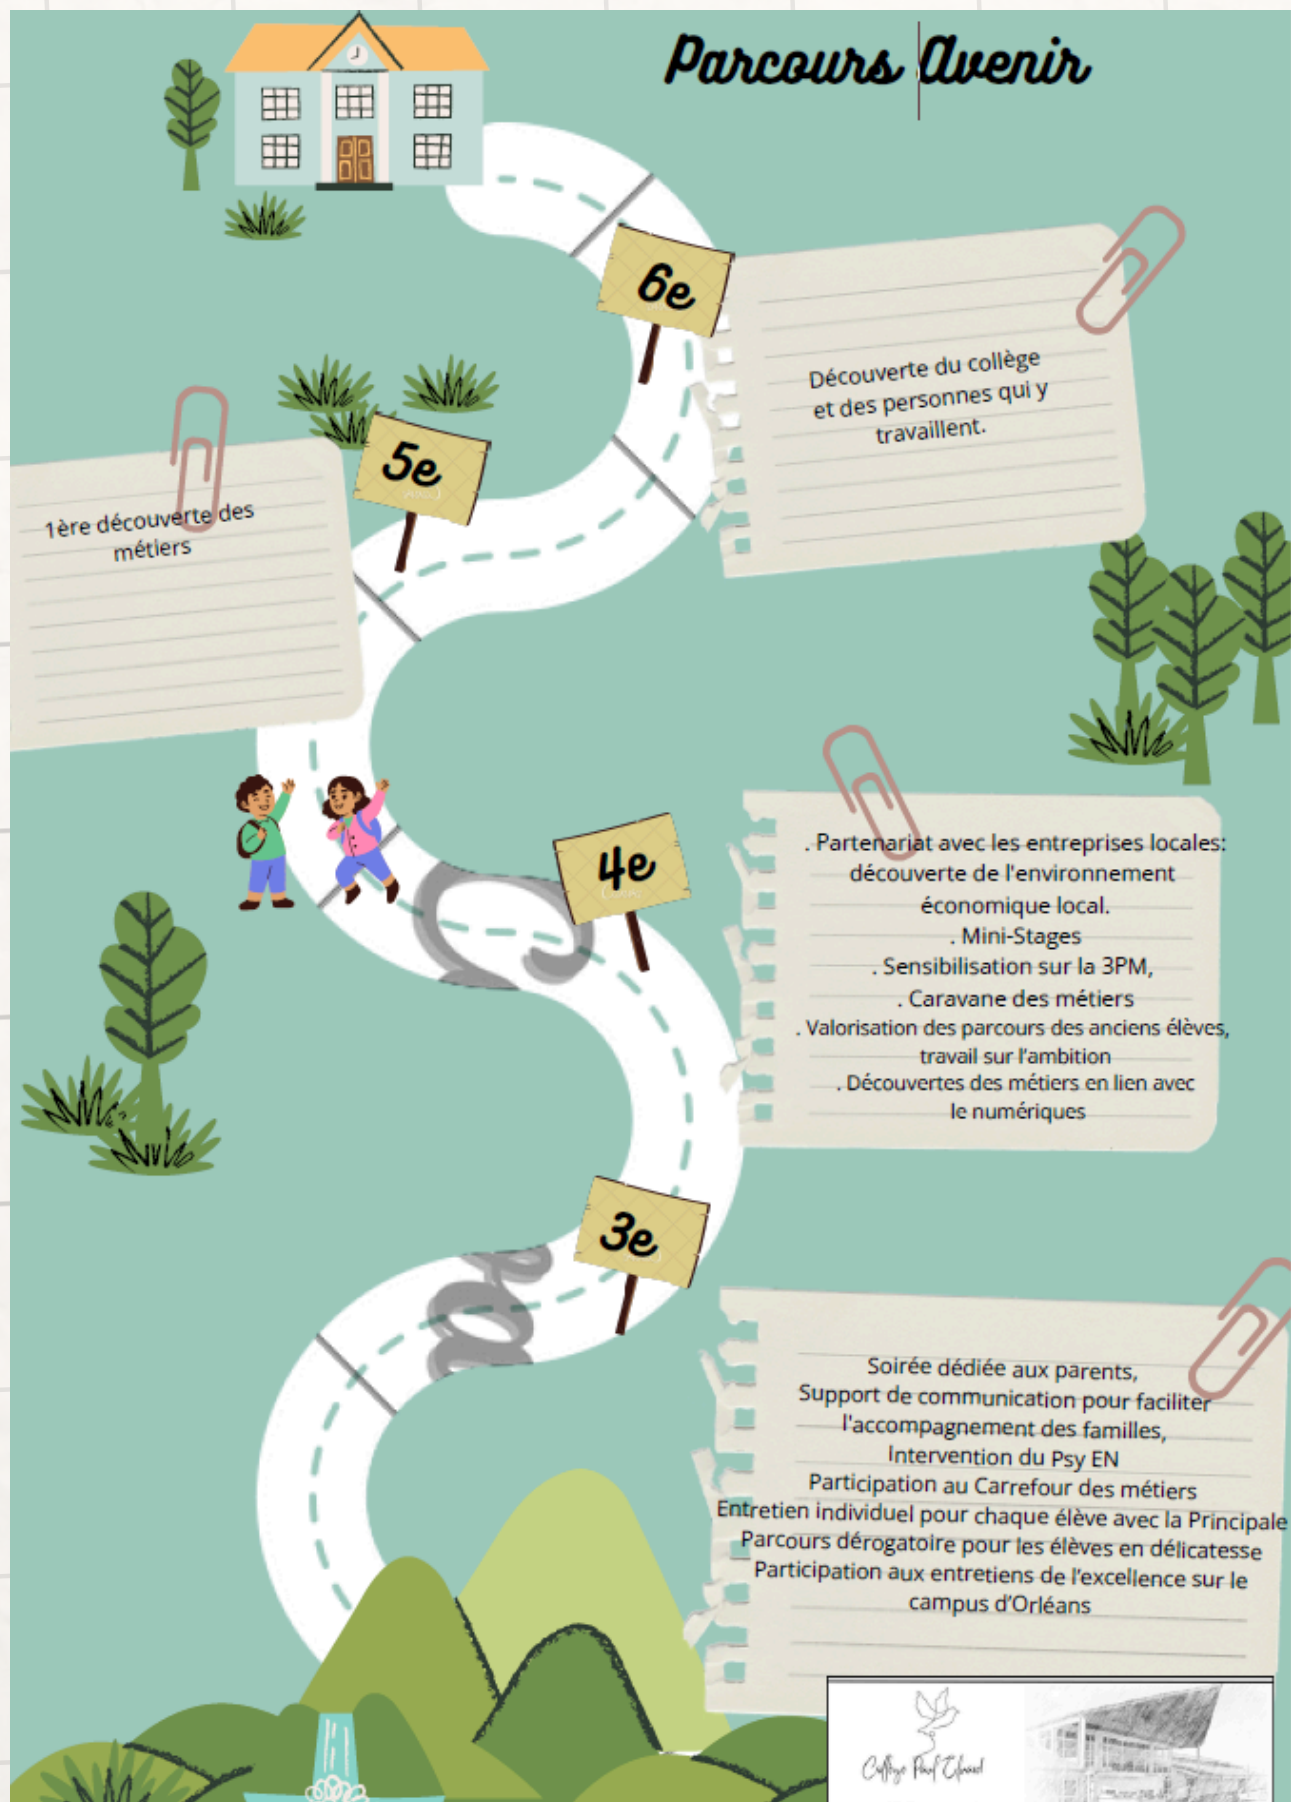 Parcours Avenir
6e
Découverte du collège
et des personnes qui y
travaillent.
5e
1ère découverte des
métiers
4e
. Partenariat avec les entreprises locales:
découverte de l'environnement
économique local.
. Mini-Stages
. Sensibilisation sur la 3PM,
. Caravane des métiers
. Valorisation des parcours des anciens élèves,
travail sur l'ambition
. Découvertes des métiers en lien avec
le numériques
3e
Soirée dédiée aux parents,
Support de communication pour faciliter
l'accompagnement des familles,
Intervention du Psy EN
Participation au Carrefour des métiers
Entretien individuel pour chaque élève avec la Principale
Parcours dérogatoire pour les élèves en délicatesse
Participation aux entretiens de l'excellence sur le
campus d'Orléans
Collège Paul Eluard